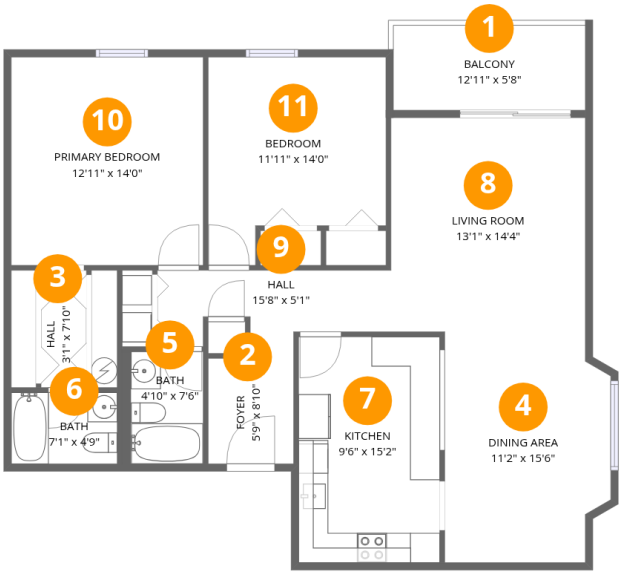 1
BALCONY
12'11" x 5'8"
10
PRIMARY BEDROOM
12'11" x 14'0"
11
BEDROOM
11'11" x 14'0"
8
LIVING ROOM
13'1" x 14'4"
9
HALL
15'8" x 5'1"
3
HALL
3'1" x 7'10"
5
BATH
4'10" x 7'6"
2
FOYER
5'9" x 8'10"
6
BATH
7'1" x 4'9"
7
KITCHEN
9'6" x 15'2"
4
DINING AREA
11'2" x 15'6"